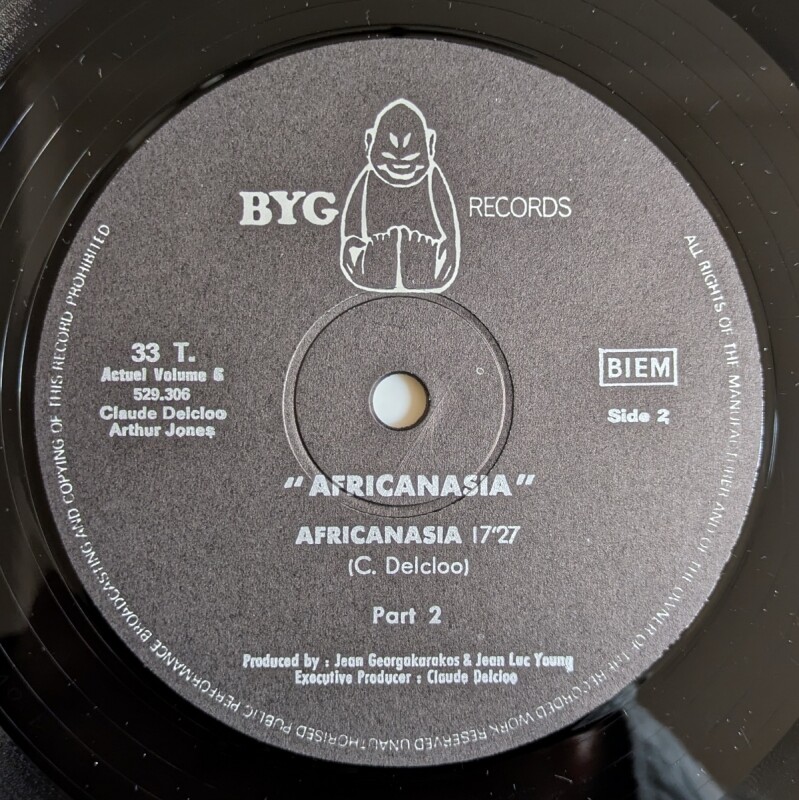 BYG RECORDS
33 T.
Actuel Volume 6
529.306
Claude Delcloo
Arthur Jones
BIEM
Side 2
"AFRICANASIA"
AFRICANASIA 17'27
(C. Delcloo)
Part 2
Produced by : Jean Georgakarakos & Jean Luc Young
Executive Producer : Claude Delcloo
ALL RIGHTS OF THE MANUFACTURER AND OF THE OWNER OF THE RECORDED WORK RESERVED UNAUTHORISED PUBLIC PERFORMANCE BROADCASTING AND COPYING OF THIS RECORD PROHIBITED